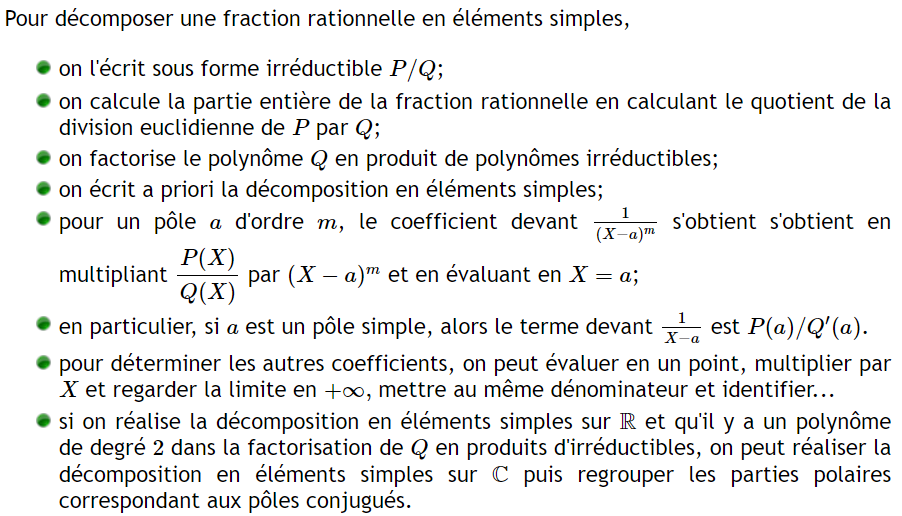 Pour décomposer une fraction rationnelle en éléments simples,
on l'écrit sous forme irréductible P/Q;
on calcule la partie entière de la fraction rationnelle en calculant le quotient de la
division euclidienne de P par Q;
on factorise le polynôme Q en produit de polynômes irréductibles;
on écrit a priori la décomposition en éléments simples;
pour un pôle a d'ordre m, le coefficient devant 1/(X−a)^m s'obtient s'obtient en
multipliant P(X)/Q(X) par (X − a)^m et en évaluant en X = a;
en particulier, si a est un pôle simple, alors le terme devant 1/(X−a) est P(a)/Q′(a).
pour déterminer les autres coefficients, on peut évaluer en un point, multiplier par
X et regarder la limite en +∞, mettre au même dénominateur et identifier...
si on réalise la décomposition en éléments simples sur ℝ et qu'il y a un polynôme
de degré 2 dans la factorisation de Q en produits d'irréductibles, on peut réaliser la
décomposition en éléments simples sur ℂ puis regrouper les parties polaires
correspondant aux pôles conjugués.